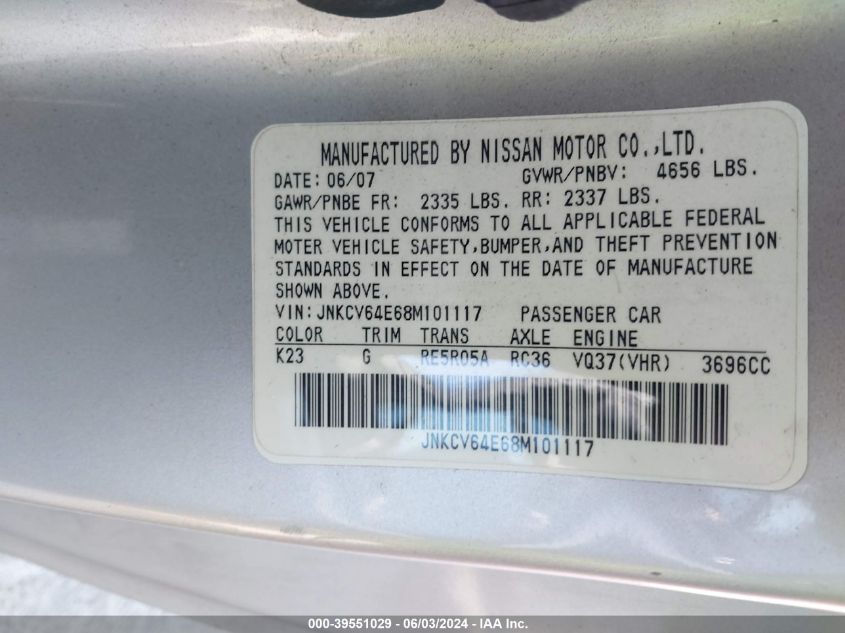 MANUFACTURED BY NISSAN MOTOR CO.,LTD.
DATE: 06/07 GVWR/PNBV: 4656 LBS.
GAWR/PNBE FR: 2335 LBS. RR: 2337 LBS.
THIS VEHICLE CONFORMS TO ALL APPLICABLE FEDERAL
MOTER VEHICLE SAFETY,BUMPER,AND THEFT PREVENTION
STANDARDS IN EFFECT ON THE DATE OF MANUFACTURE
SHOWN ABOVE.
VIN:JNKCV64E68M101117 PASSENGER CAR
COLOR TRIM TRANS AXLE ENGINE
K23 G RE5R05A RC36 VQ37(VHR) 3696CC
JNKCV64E68M101117
000-39551029 - 06/03/2024 - IAA Inc.